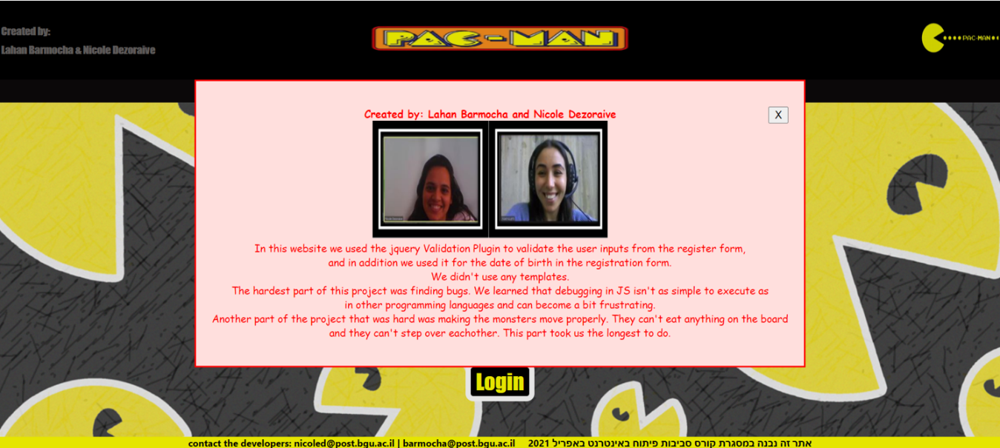 Created by:
Lahan Barmocha & Nicole Dezoraive
PAC-MAN
PAC-MAN
Created by: Lahan Barmocha and Nicole Dezoraive
X
In this website we used the jquery Validation Plugin to validate the user inputs from the register form,
and in addition we used it for the date of birth in the registration form.
We didn't use any templates.
The hardest part of this project was finding bugs. We learned that debugging in JS isn't as simple to execute as
in other programming languages and can become a bit frustrating.
Another part of the project that was hard was making the monsters move properly. They can't eat anything on the board
and they can't step over eachother. This part took us the longest to do.
Login
contact the developers: nicoled@post.bgu.ac.il | barmocha@post.bgu.ac.il אתר זה נבנה במסגרת קורס סביבות פיתוח באינטרנט באפריל 2021